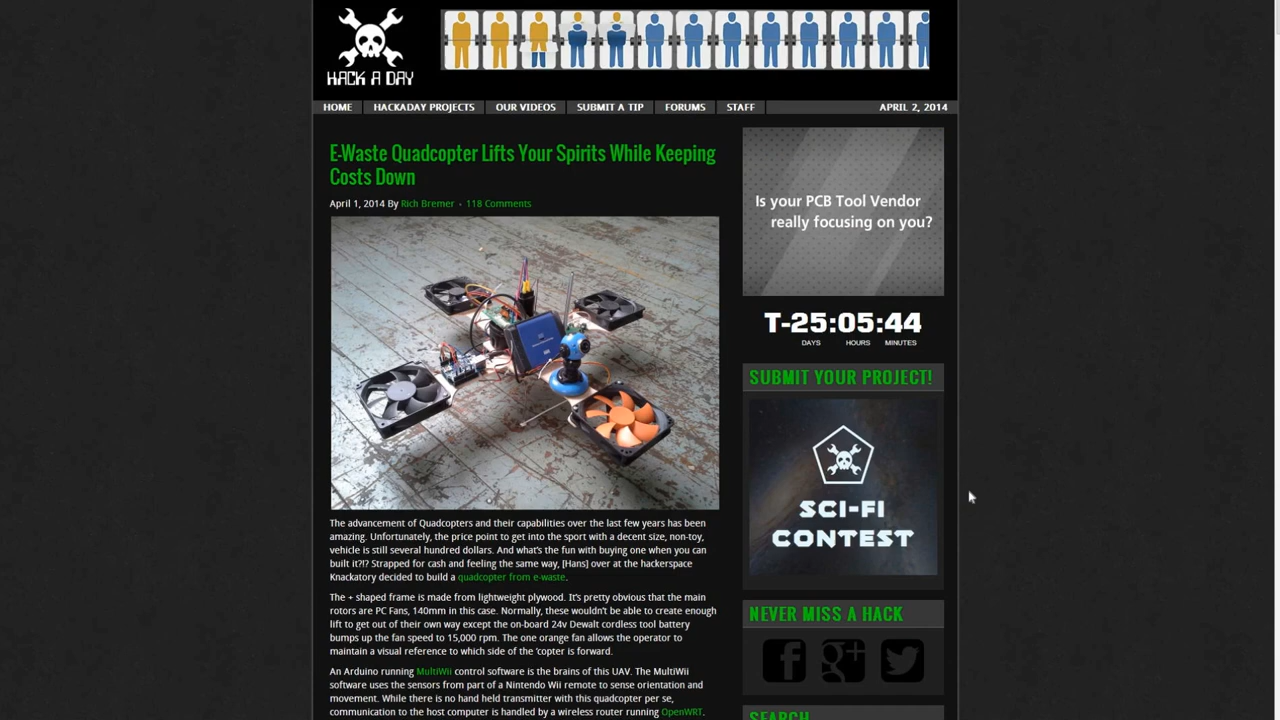 HACK A DAY
HOME
HACKADAY PROJECTS
OUR VIDEOS
SUBMIT A TIP
FORUMS
STAFF
APRIL 2, 2014
E-Waste Quadcopter Lifts Your Spirits While Keeping
Costs Down
April 1, 2014 By Rich Bremer • 118 Comments
The advancement of Quadcopters and their capabilities over the last few years has been
amazing. Unfortunately, the price point to get into the sport with a decent size, non-toy,
vehicle is still several hundred dollars. And what's the fun with buying one when you can
built it?!? Strapped for cash and feeling the same way, [Hans] over at the hackerspace
Knackatory decided to build a quadcopter from e-waste.
The + shaped frame is made from lightweight plywood. It's pretty obvious that the main
rotors are PC Fans, 140mm in this case. Normally, these wouldn't be able to create enough
lift to get out of their own way except the on-board 24v Dewalt cordless tool battery
bumps up the fan speed to 15,000 rpm. The one orange fan allows the operator to
maintain a visual reference to which side of the 'copter is forward.
An Arduino running MultiWii control software is the brains of this UAV. The MultiWii
software uses the sensors from part of a Nintendo Wii remote to sense orientation and
movement. While there is no hand held transmitter with this quadcopter per se,
communication to the host computer is handled by a wireless router running OpenWRT.
Is your PCB Tool Vendor
really focusing on you?
T-25:05:44
DAYS HOURS MINUTES
SUBMIT YOUR PROJECT!
SCI-FI
CONTEST
NEVER MISS A HACK
SEARCH